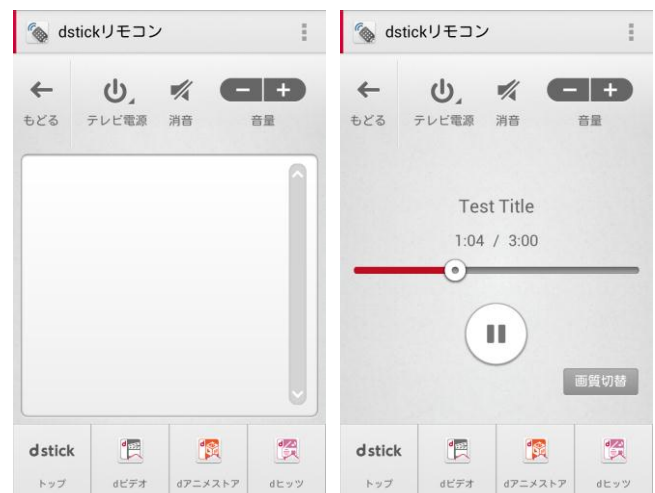 dstickリモコン
もどる テレビ電源 消音 音量
dstick
トップ dビデオ dアニメストア dヒッツ
dstickリモコン
もどる テレビ電源 消音 音量
Test Title
1:04 / 3:00
画質切替
dstick
トップ dビデオ dアニメストア dヒッツ